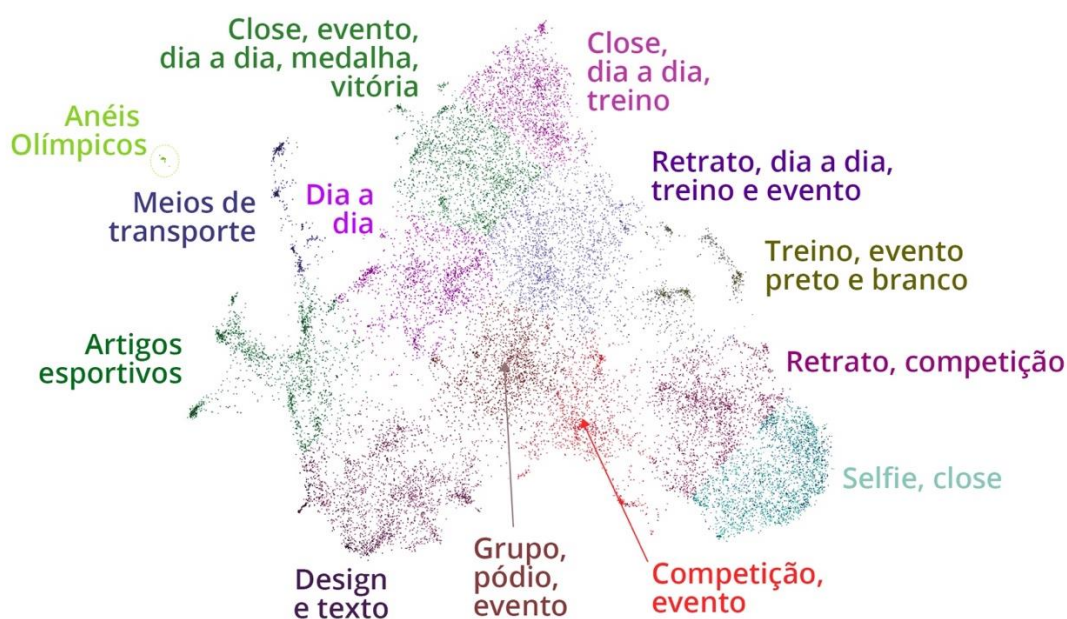 Close, evento,
dia a dia, medalha,
vitória
Close,
dia a dia,
treino
Anéis
Olímpicos
Meios de
transporte
Dia a
dia
Retrato, dia a dia,
treino e evento
Treino, evento
preto e branco
Artigos
esportivos
Retrato, competição
Selfie, close
Design
e texto
Grupo,
pódio,
evento
Competição,
evento